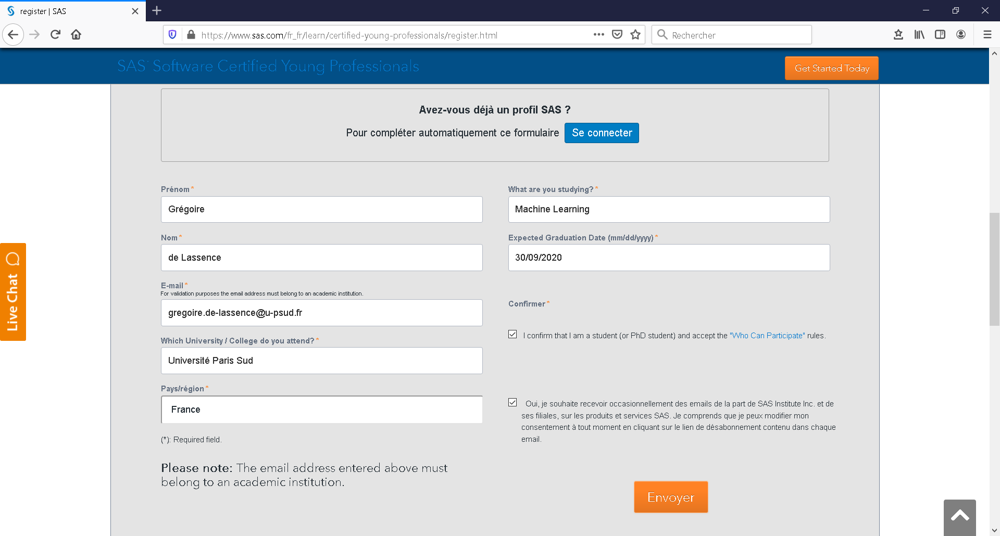 register | SAS
https://www.sas.com/fr_fr/learn/certified-young-professionals/register.html
Rechercher
SAS® Software Certified Young Professionals
Get Started Today
Avez-vous déjà un profil SAS ?
Pour compléter automatiquement ce formulaire Se connecter
Prénom *
Grégoire
Nom *
de Lassence
E-mail *
For validation purposes the email address must belong to an academic institution.
gregoire.de-lassence@u-psud.fr
Which University / College do you attend? *
Université Paris Sud
Pays/région *
France
(*): Required field.
Please note: The email address entered above must
belong to an academic institution.
What are you studying? *
Machine Learning
Expected Graduation Date (mm/dd/yyyy) *
30/09/2020
Confirmer *
I confirm that I am a student (or PhD student) and accept the "Who Can Participate" rules.
Oui, je souhaite recevoir occasionnellement des emails de la part de SAS Institute Inc. et de
ses filiales, sur les produits et services SAS. Je comprends que je peux modifier mon
consentement à tout moment en cliquant sur le lien de désabonnement contenu dans chaque
email.
Envoyer
Live Chat